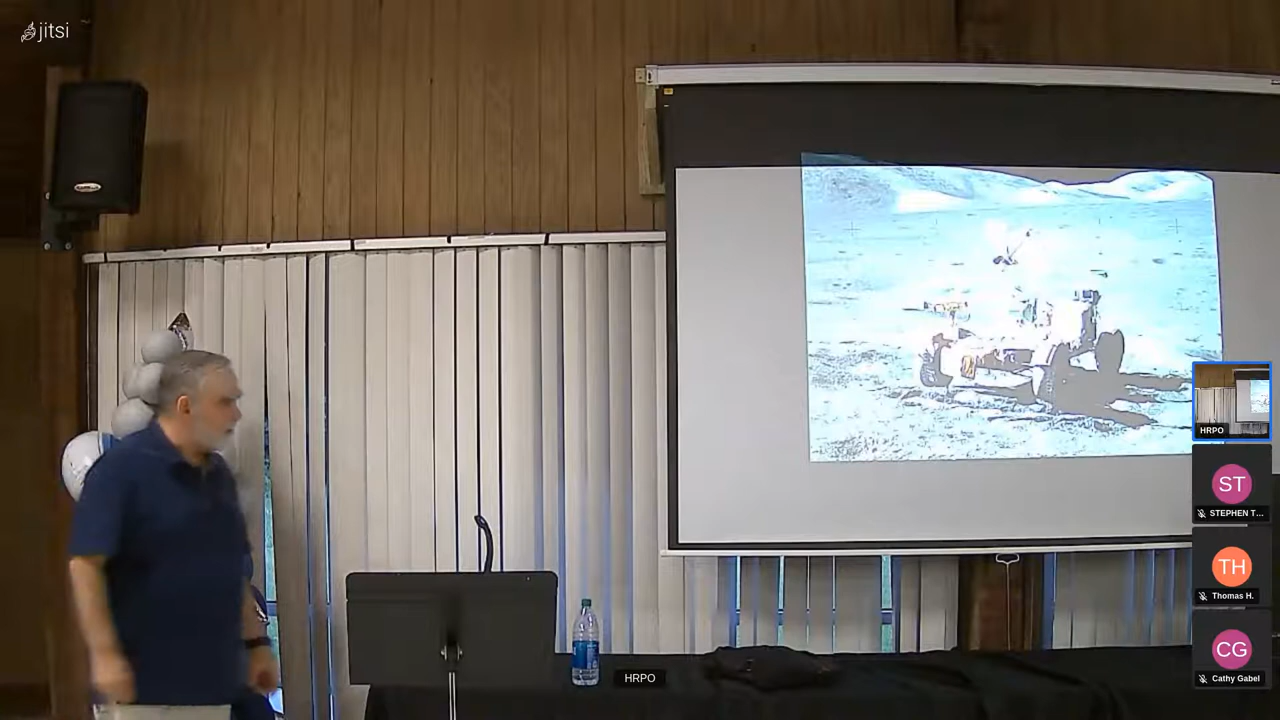 jitsi
HRPO
STEPHEN T...
Thomas H.
HRPO
Cathy Gabel
ST
TH
CG